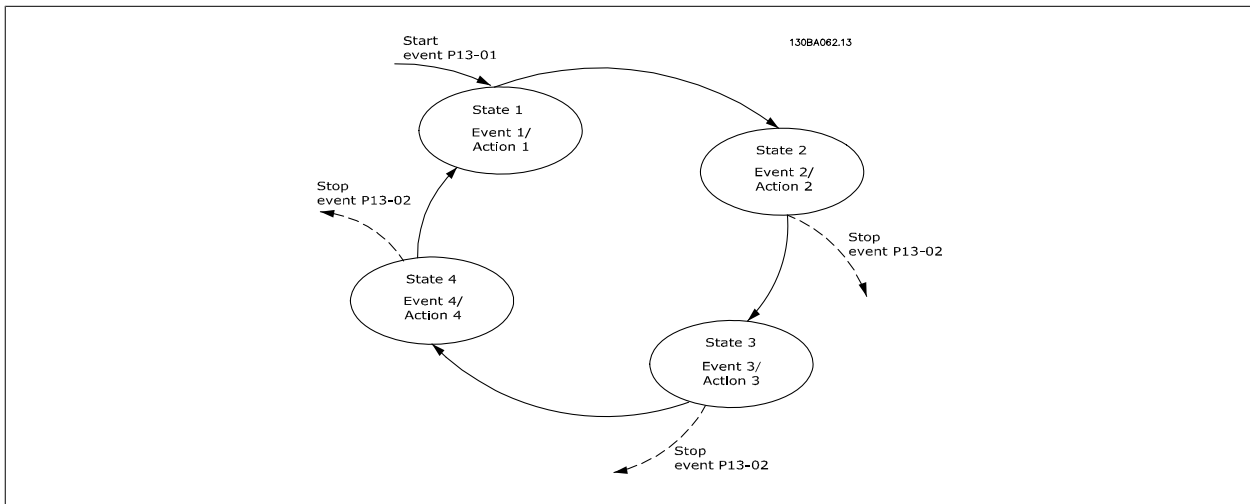 Start
event P13-01
130BA062.13
State 1
Event 1/
Action 1
State 2
Event 2/
Action 2
Stop
event P13-02
Stop
event P13-02
State 4
Event 4/
Action 4
State 3
Event 3/
Action 3
Stop
event P13-02